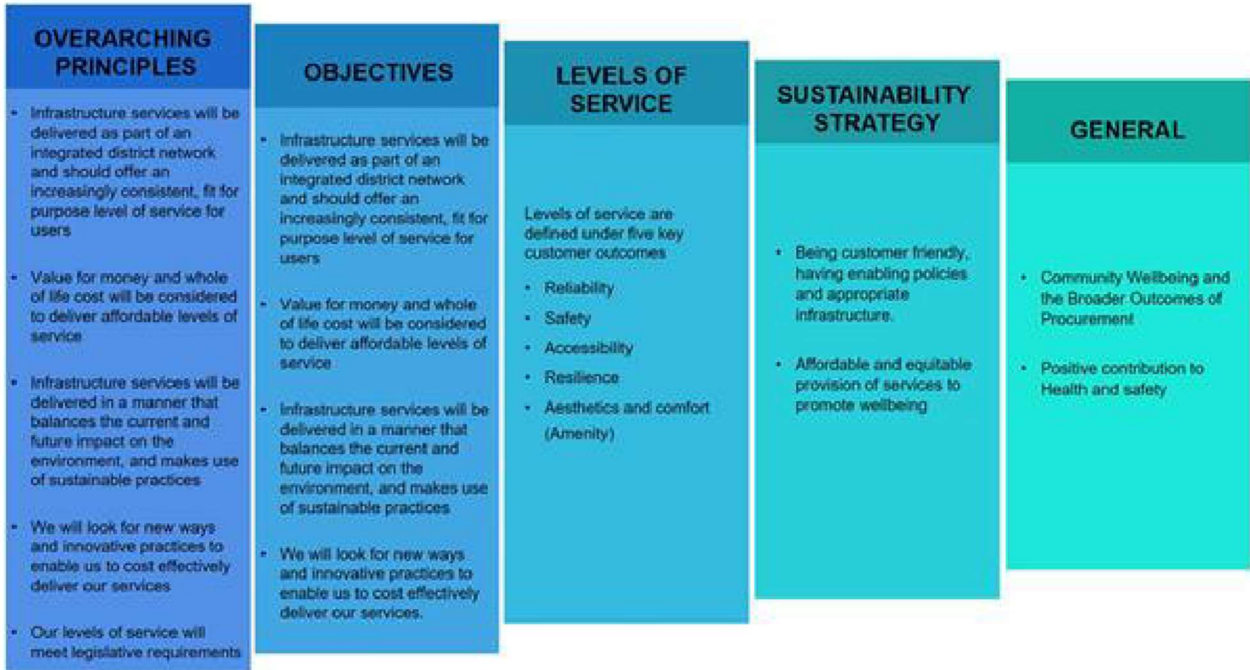 OVERARCHING
PRINCIPLES
• Infrastructure services will be
delivered as part of an
integrated district network
and should offer an
increasingly consistent, fit for
purpose level of service for
users
• Value for money and whole
of life cost will be considered
to deliver affordable levels of
service
• Infrastructure services will be
delivered in a manner that
balances the current and
future impact on the
environment, and makes use
of sustainable practices
• We will look for new ways
and innovative practices to
enable us to cost effectively
deliver our services
• Our levels of service will
meet legislative requirements
OBJECTIVES
• Infrastructure services will be
delivered as part of an
integrated district network
and should offer an
increasingly consistent, fit for
purpose level of service for
users
• Value for money and whole
of life cost will be considered
to deliver affordable levels of
service
• Infrastructure services will be
delivered in a manner that
balances the current and
future impact on the
environment, and makes use
of sustainable practices
• We will look for new ways
and innovative practices to
enable us to cost effectively
deliver our services.
LEVELS OF
SERVICE
Levels of service are
defined under five key
customer outcomes
• Reliability
• Safety
• Accessibility
• Resilience
• Aesthetics and comfort
(Amenity)
SUSTAINABILITY
STRATEGY
• Being customer friendly,
having enabling policies
and appropriate
infrastructure.
• Affordable and equitable
provision of services to
promote wellbeing
GENERAL
• Community Wellbeing and
the Broader Outcomes of
Procurement
• Positive contribution to
Health and safety